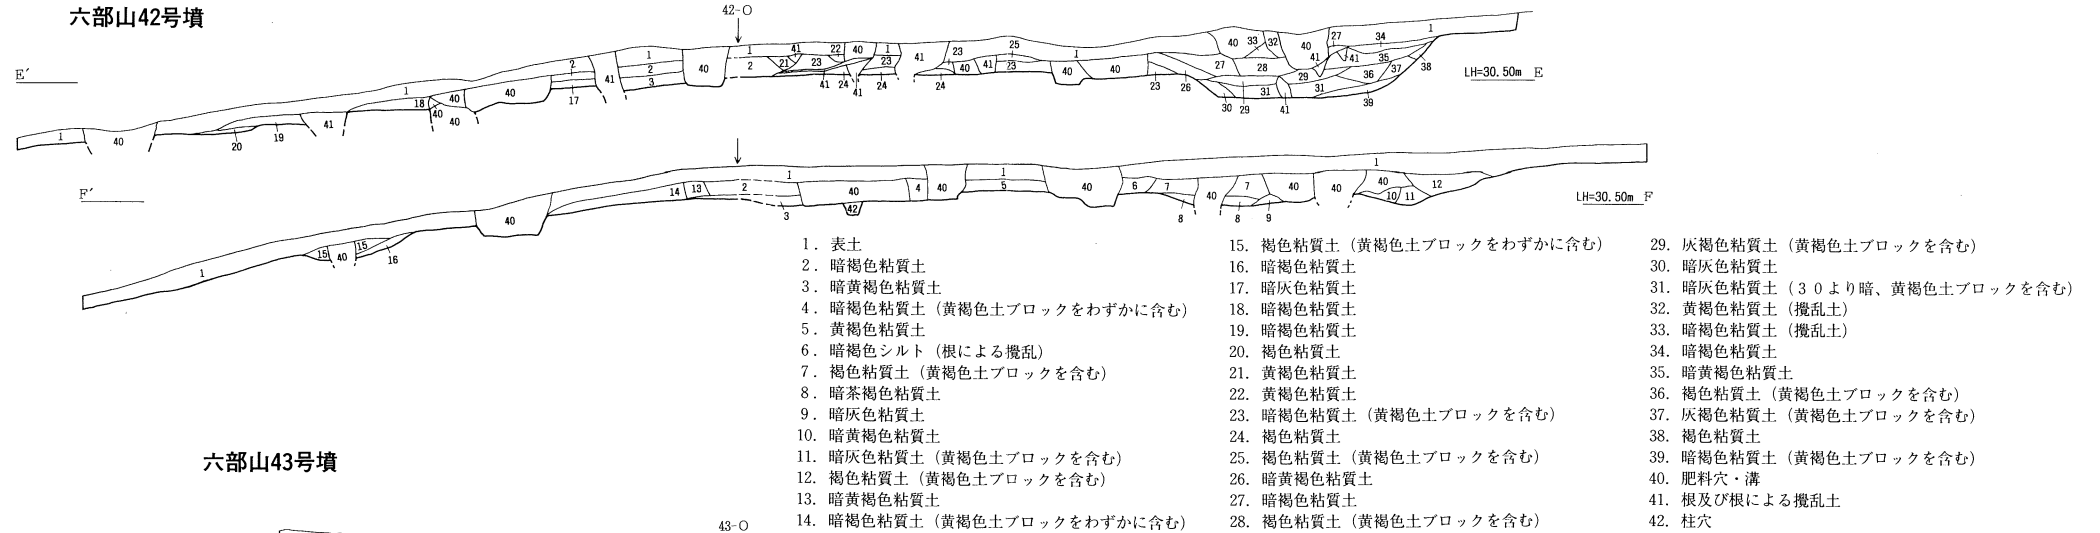 六部山42号墳
42-O
E′
LH=30.50m E
F′
LH=30.50m F
1. 表土
2. 暗褐色粘質土
3. 暗黄褐色粘質土
4. 暗褐色粘質土（黄褐色土ブロックをわずかに含む）
5. 黄褐色粘質土
6. 暗褐色シルト（根による攪乱）
7. 褐色粘質土（黄褐色土ブロックを含む）
8. 暗茶褐色粘質土
9. 暗灰色粘質土
10. 暗黄褐色粘質土
11. 暗灰色粘質土（黄褐色土ブロックを含む）
12. 褐色粘質土（黄褐色土ブロックを含む）
13. 暗黄褐色粘質土
14. 暗褐色粘質土（黄褐色土ブロックをわずかに含む）
15. 褐色粘質土（黄褐色土ブロックをわずかに含む）
16. 暗褐色粘質土
17. 暗灰色粘質土
18. 暗褐色粘質土
19. 暗褐色粘質土
20. 褐色粘質土
21. 黄褐色粘質土
22. 黄褐色粘質土
23. 暗褐色粘質土（黄褐色土ブロックを含む）
24. 褐色粘質土
25. 褐色粘質土（黄褐色土ブロックを含む）
26. 暗黄褐色粘質土
27. 暗褐色粘質土
28. 褐色粘質土（黄褐色土ブロックを含む）
29. 灰褐色粘質土（黄褐色土ブロックを含む）
30. 暗灰色粘質土
31. 暗灰色粘質土（３０より暗、黄褐色土ブロックを含む）
32. 黄褐色粘質土（攪乱土）
33. 暗褐色粘質土（攪乱土）
34. 暗褐色粘質土
35. 暗黄褐色粘質土
36. 褐色粘質土（黄褐色土ブロックを含む）
37. 灰褐色粘質土（黄褐色土ブロックを含む）
38. 褐色粘質土
39. 暗褐色粘質土（黄褐色土ブロックを含む）
40. 肥料穴・溝
41. 根及び根による攪乱土
42. 柱穴
六部山43号墳
43-O